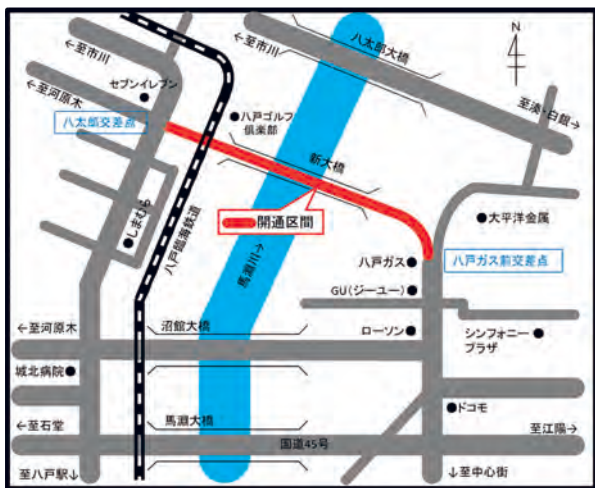 ←至市川
セブンイレブン
←至河原木
八太郎交差点
八戸ゴルフ
倶楽部
←至市川
八太郎大橋
N
至湊・白銀→
新大橋
しまむら
八戸臨海鉄道
開通区間
馬淵川→
大平洋金属
八戸ガス
八戸ガス前交差点
GU(ジーユー)
←至河原木
沼館大橋
ローソン
シンフォニー
プラザ
城北病院
ドコモ
←至石堂
馬淵大橋
至江陽→
国道45号
至八戸駅↓
↓至中心街